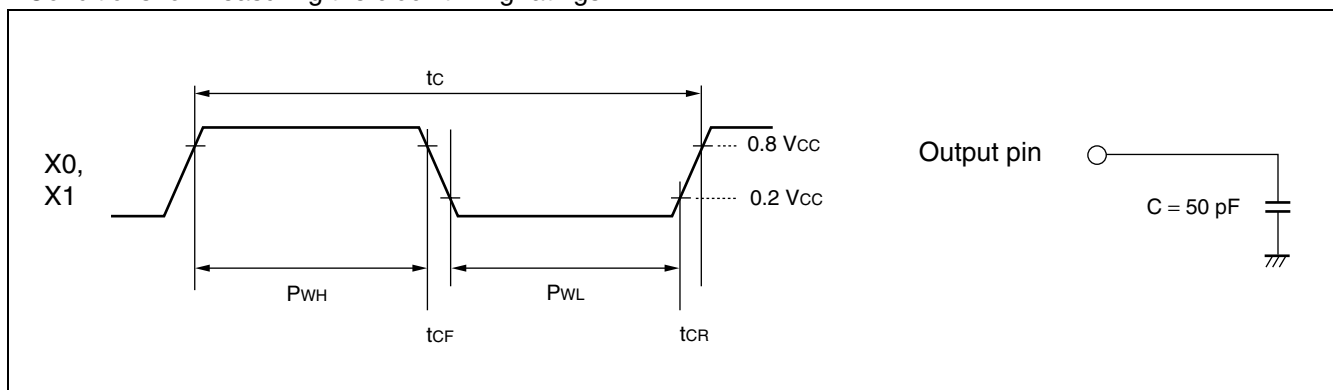 tC
X0,
X1
0.8 VCC
0.2 VCC
PWH
PWL
tCF
tCR
Output pin
C = 50 pF